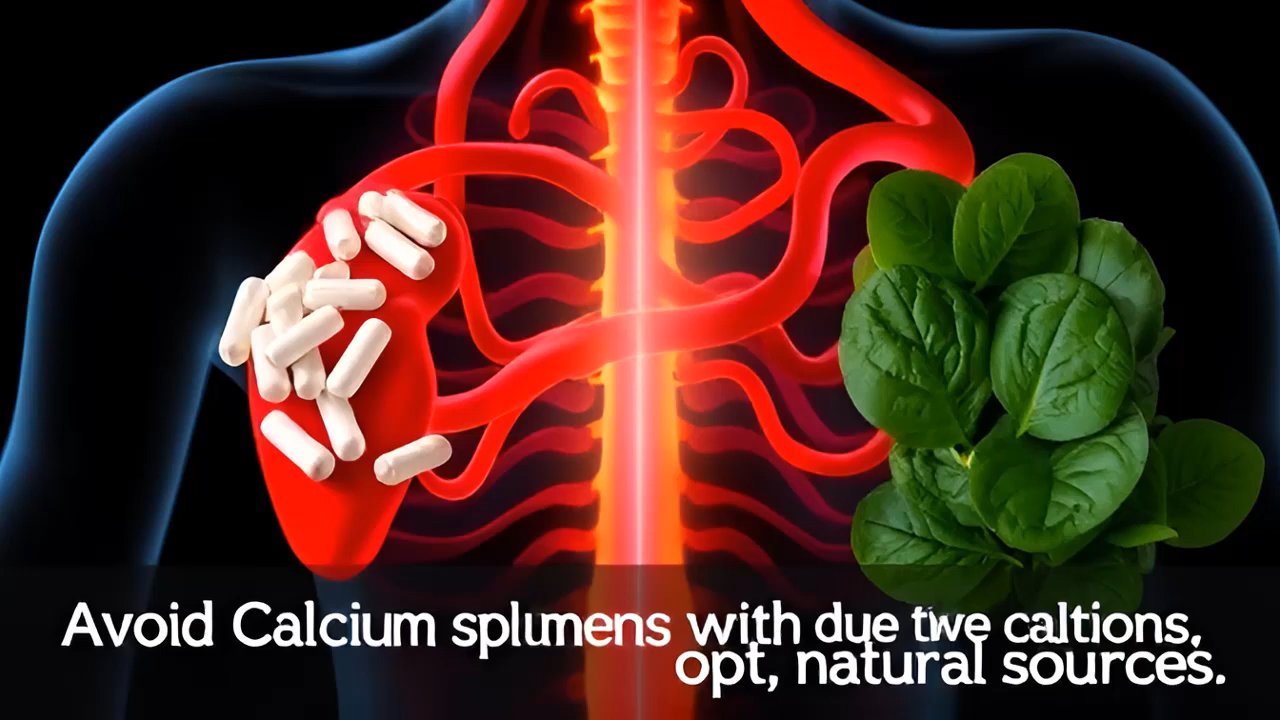 Avoid Calcium splumens with due twe caltions,
opt, natural sources.